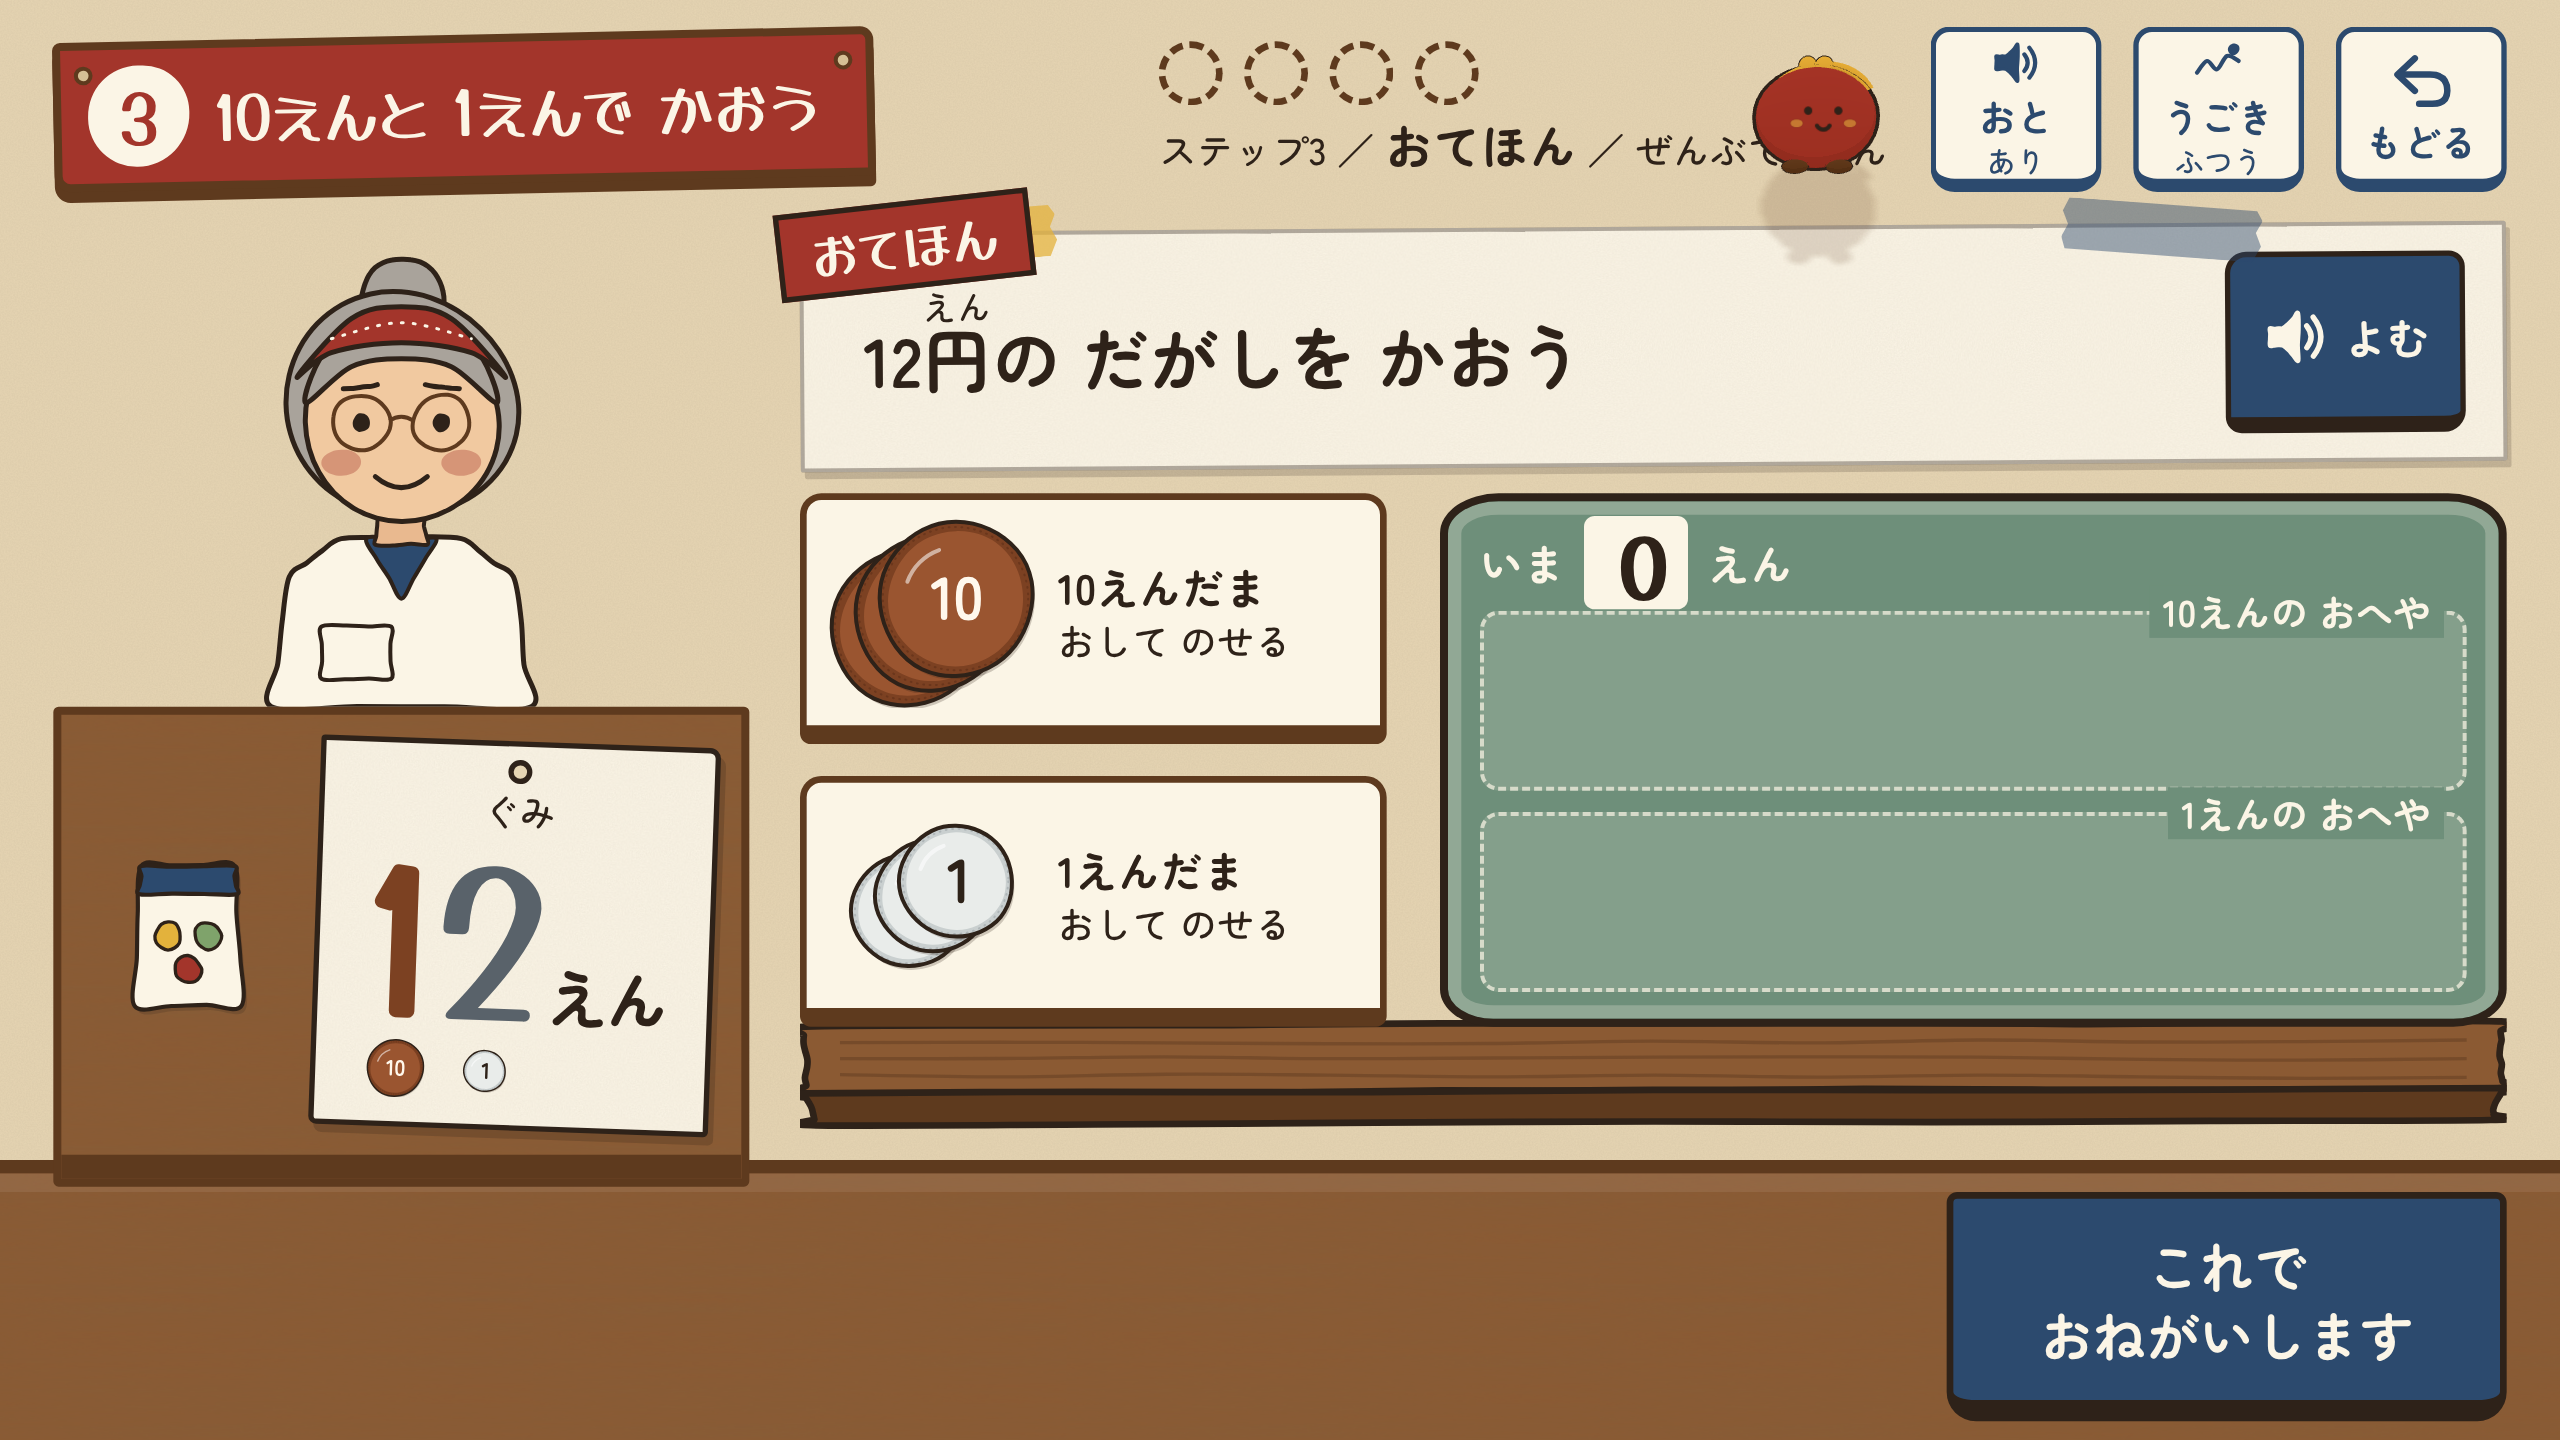 3 10えんと 1えんで かおう
ステップ3 ／ おてほん ／ ぜんぶ
おと
あり
うごき
ふつう
もどる
おてほん
えん
12円の だがしを かおう
よむ
10
10えんだま
おして のせる
1
1えんだま
おして のせる
いま 0 えん
10えんの おへや
1えんの おへや
ぐみ
12えん
10 1
これで
おねがいします